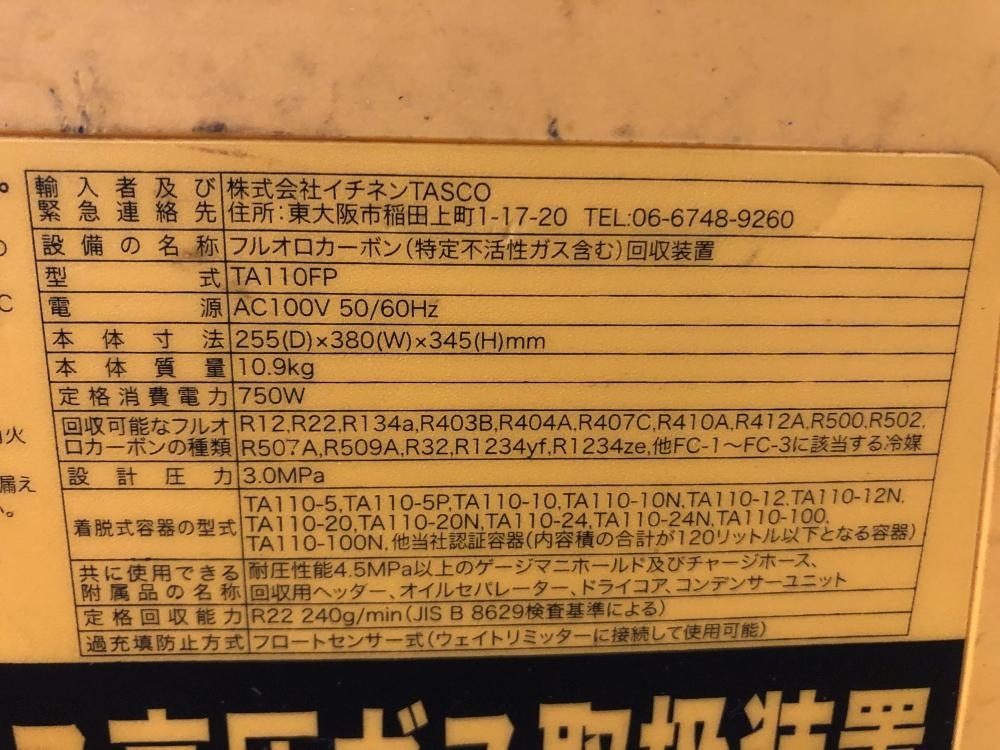 輸入者及び 株式会社イチネンTASCO
緊急連絡先 住所:東大阪市稲田上町1-17-20 TEL:06-6748-9260
設備の名称 フルオロカーボン(特定不活性ガス含む)回収装置
型式 TA110FP
電源 AC100V 50/60Hz
本体寸法 255(D)×380(W)×345(H)mm
本体質量 10.9kg
定格消費電力 750W
回収可能なフルオ R12,R22,R134a,R403B,R404A,R407C,R410A,R412A,R500,R502,
ロカーボンの種類 R507A,R509A,R32,R1234yf,R1234ze,他FC-1～FC-3に該当する冷媒
設計圧力 3.0MPa
TA110-5,TA110-5P,TA110-10,TA110-10N,TA110-12,TA110-12N,
着脱式容器の型式 TA110-20,TA110-20N,TA110-24,TA110-24N,TA110-100,
TA110-100N,他当社認証容器(内容積の合計が120リットル以下となる容器)
共に使用できる 耐圧性能4.5MPa以上のゲージマニホールド及びチャージホース、
附属品の名称 回収用ヘッダー、オイルセパレーター、ドライコア、コンデンサーユニット
定格回収能力 R22 240g/min(JIS B 8629検査基準による)
過充填防止方式 フロートセンサー式(ウェイトリミッターに接続して使用可能)
火
漏え
い。
C
高圧ガス取扱装置